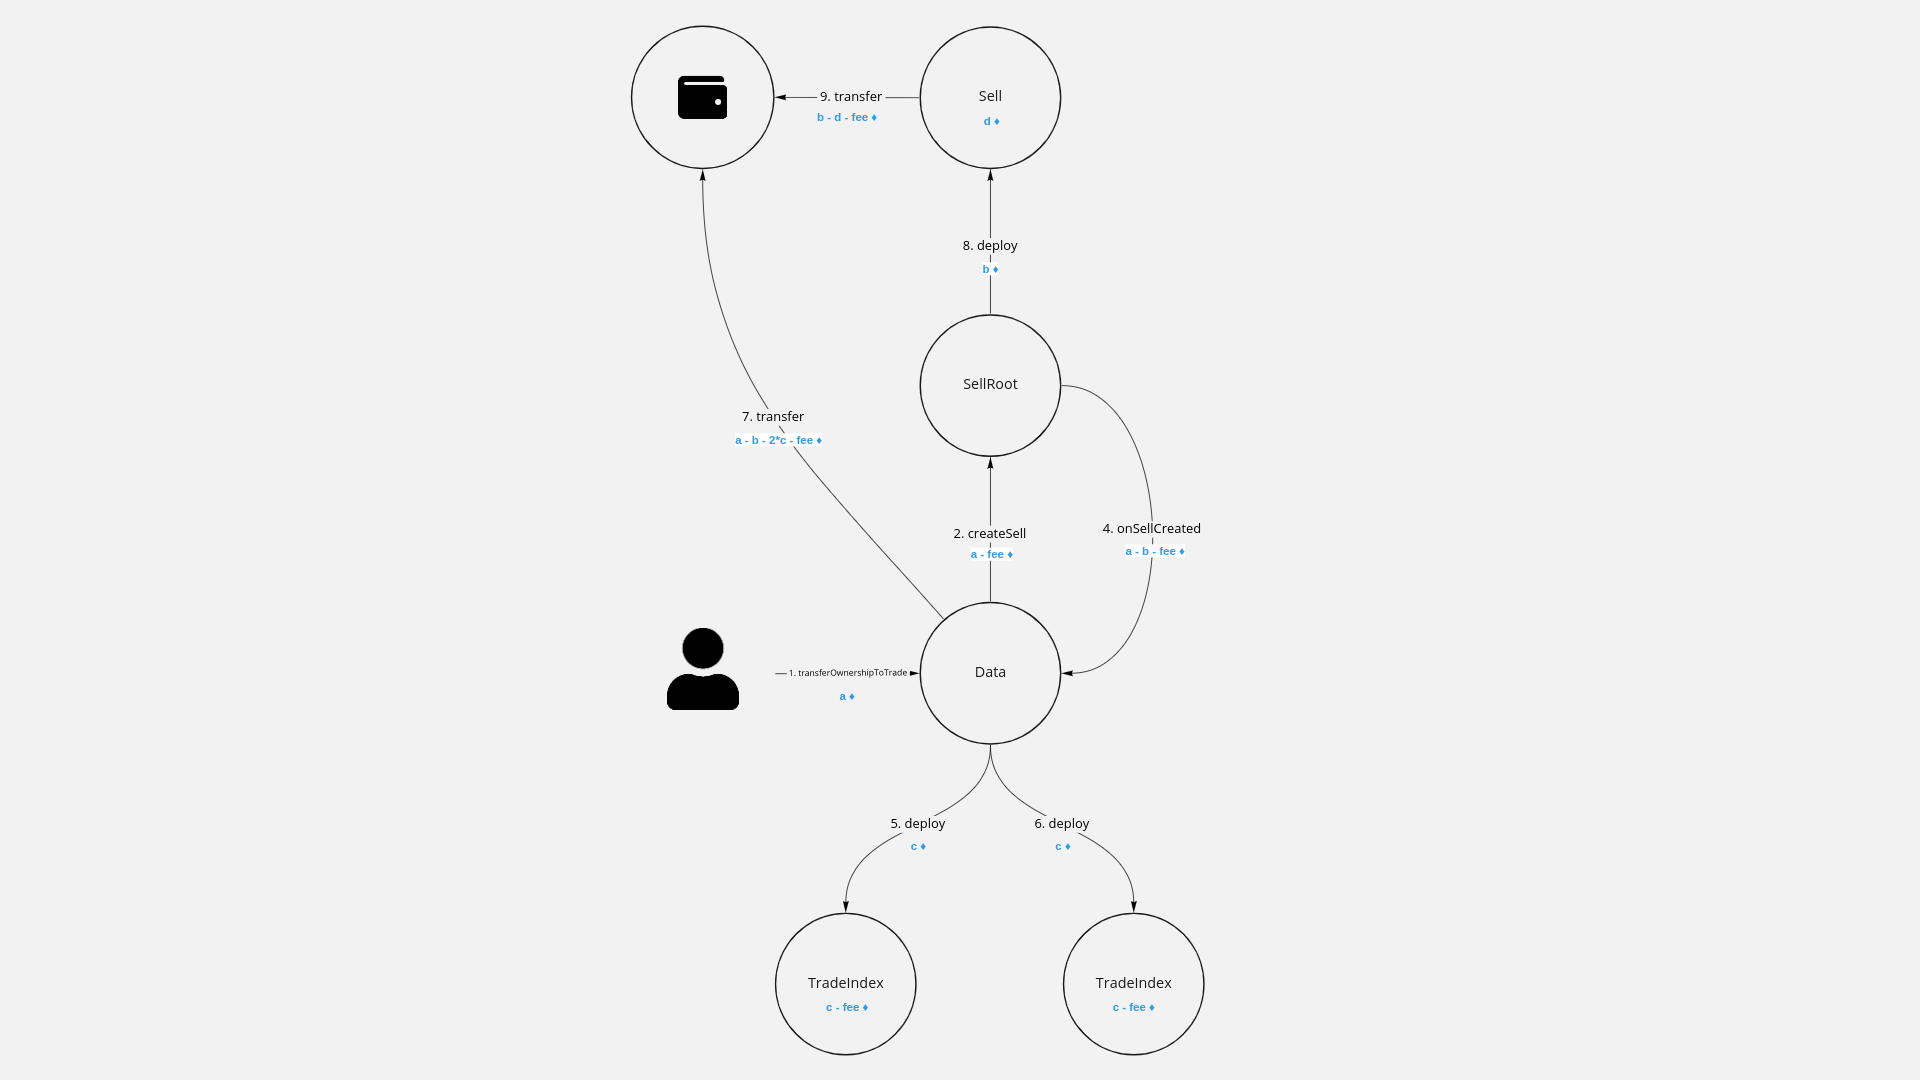 9. transfer
b - d - fee ♦
Sell
d ♦
8. deploy
b ♦
SellRoot
7. transfer
a - b - 2*c - fee ♦
2. createSell
a - fee ♦
4. onSellCreated
a - b - fee ♦
1. transferOwnershipToTrade
a ♦
Data
5. deploy
c ♦
6. deploy
c ♦
TradeIndex
c - fee ♦
TradeIndex
c - fee ♦